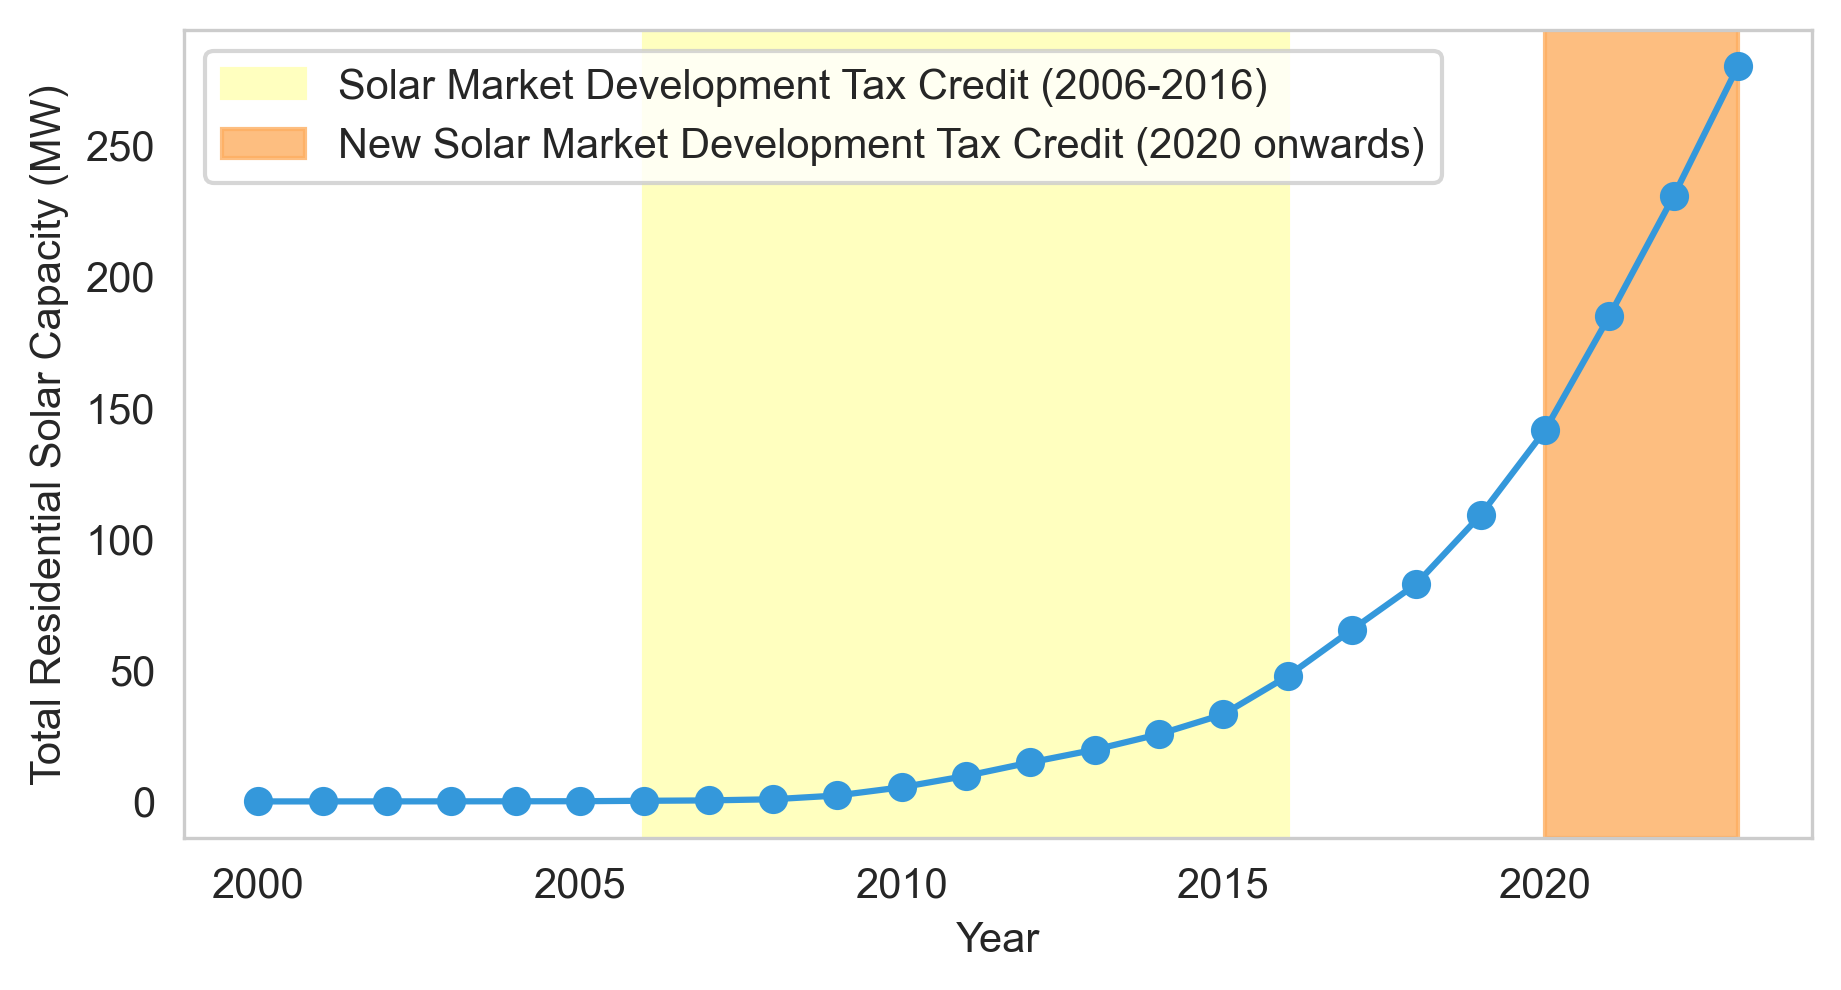 Solar Market Development Tax Credit (2006-2016)
New Solar Market Development Tax Credit (2020 onwards)
Total Residential Solar Capacity (MW)
250
200
150
100
50
0
2000 2005 2010 2015 2020
Year